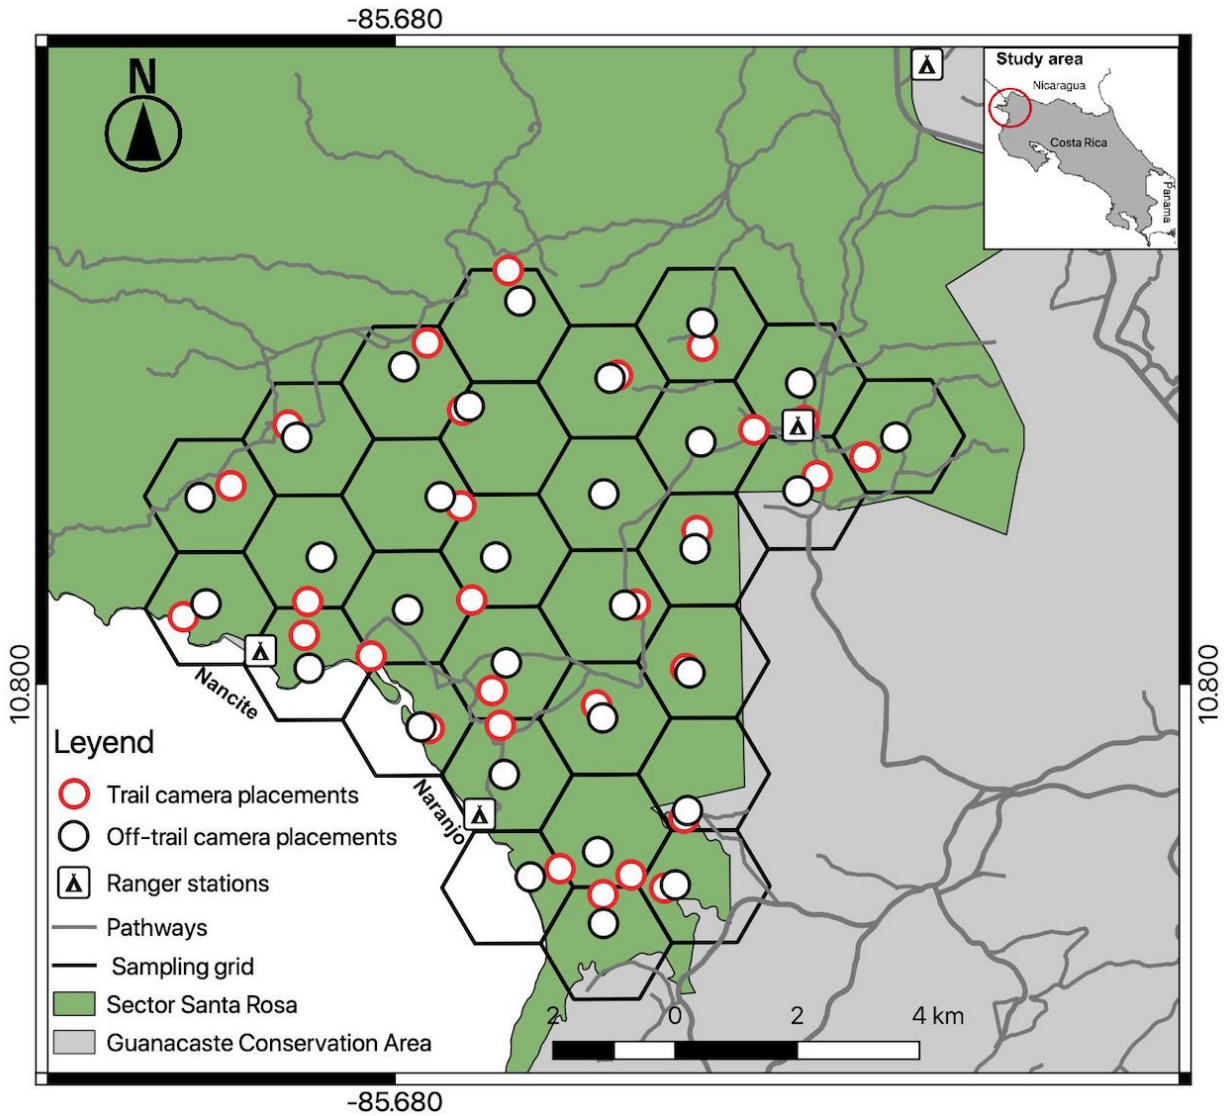 -85.680
N
Study area
Nicaragua
Costa Rica
Panama
10.800
10.800
Nancite
Naranjo
Leyend
Trail camera placements
Off-trail camera placements
Ranger stations
Pathways
Sampling grid
Sector Santa Rosa
Guanacaste Conservation Area
2 0 2 4 km
-85.680